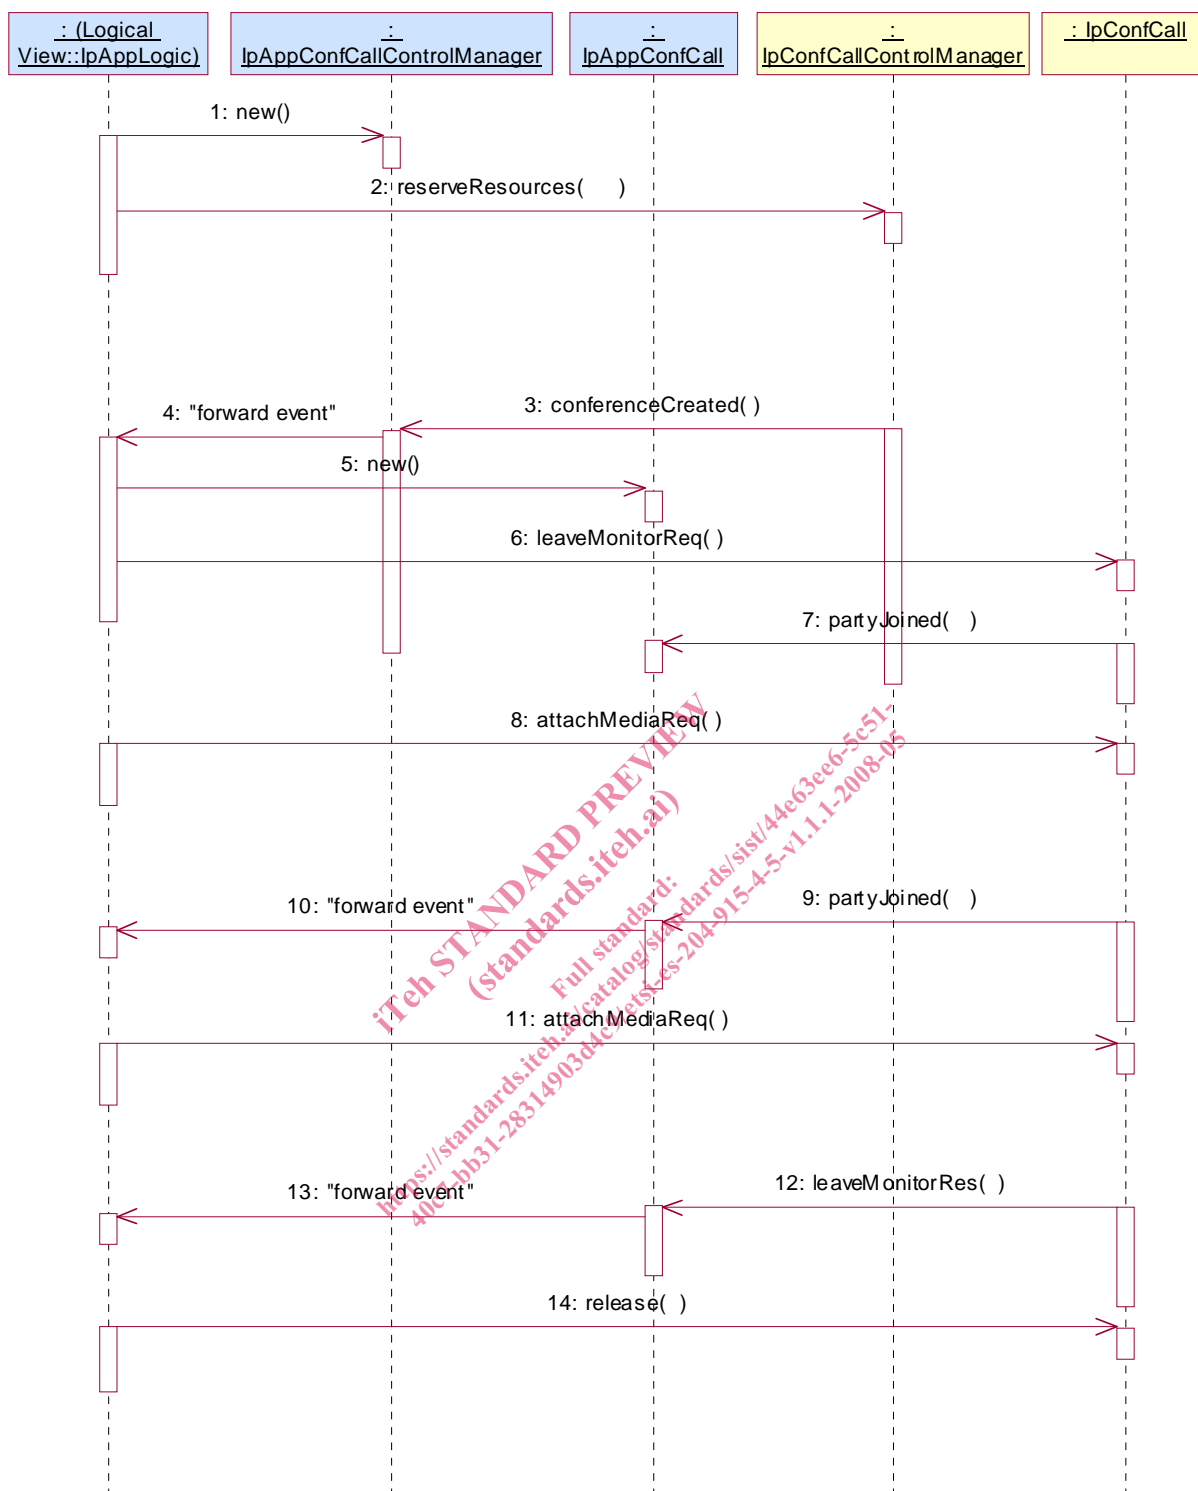 : (Logical
View::IpAppLogic)
:
IpAppConfCallControlManager
:
IpAppConfCall
:
IpConfCallControlManager
: IpConfCall
1: new()
2: reserveResources( )
3: conferenceCreated( )
4: "forward event"
5: new()
6: leaveMonitorReq( )
7: partyJoined( )
8: attachMediaReq( )
9: partyJoined( )
10: "forward event"
11: attachMediaReq( )
12: leaveMonitorRes( )
13: "forward event"
14: release( )
iTeh STANDARD PREVIEW
(standards.iteh.ai)
Full standard:
https://standards.iteh.ai/catalog/standards/sist/44e63ee6-5c51-
40c7-bb31-28314903d4c9/etsi-es-204-915-4-5-v1.1.1-2008-05